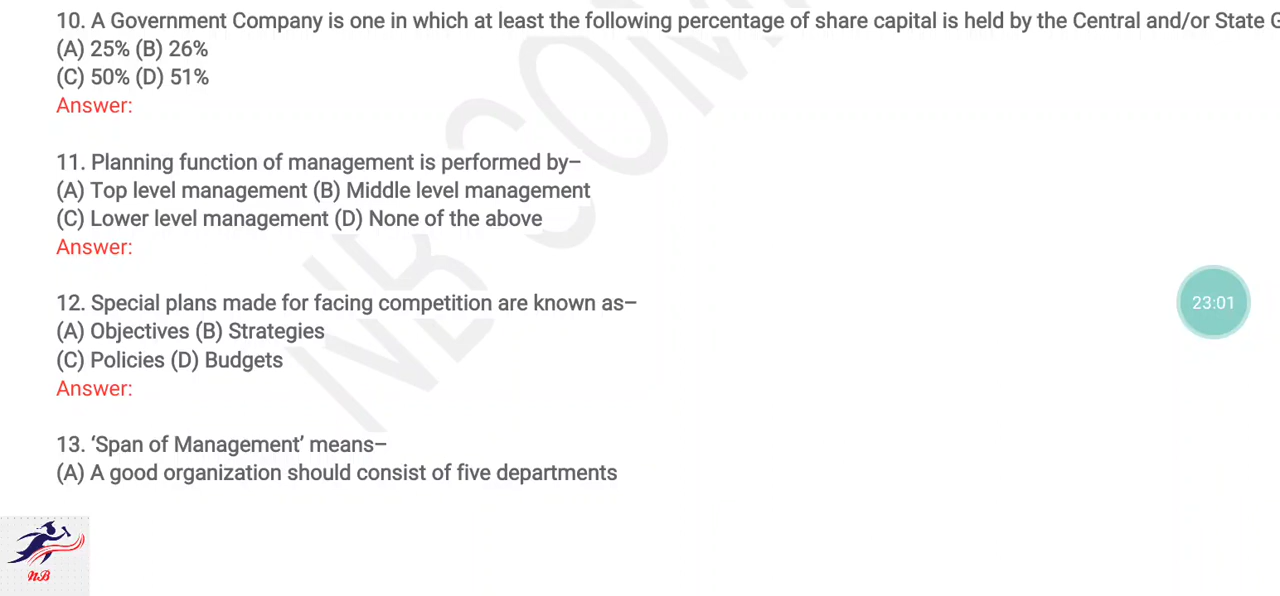 10. A Government Company is one in which at least the following percentage of share capital is held by the Central and/or State
(A) 25% (B) 26%
(C) 50% (D) 51%
Answer:
11. Planning function of management is performed by–
(A) Top level management (B) Middle level management
(C) Lower level management (D) None of the above
Answer:
12. Special plans made for facing competition are known as–
(A) Objectives (B) Strategies
(C) Policies (D) Budgets
Answer:
23:01
13. ‘Span of Management’ means–
(A) A good organization should consist of five departments
NB
NB COM